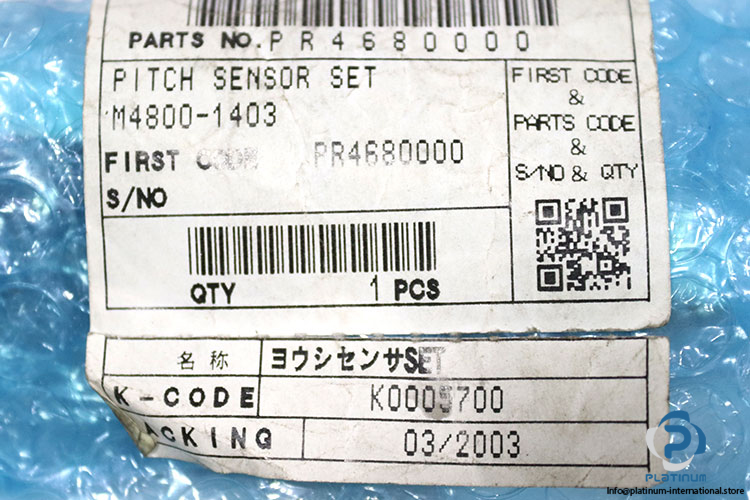 PARTS NO. PR4680000
PITCH SENSOR SET
M4800-1403
FIRST CODE PR4680000
S/NO
QTY 1 PCS
FIRST CODE
&
PARTS CODE
&
S/NO & QTY
名称 ヨウシセンサSET
K-CODE K0005700
PACKING 03/2003
PLATINUM
info@platinum-international.store